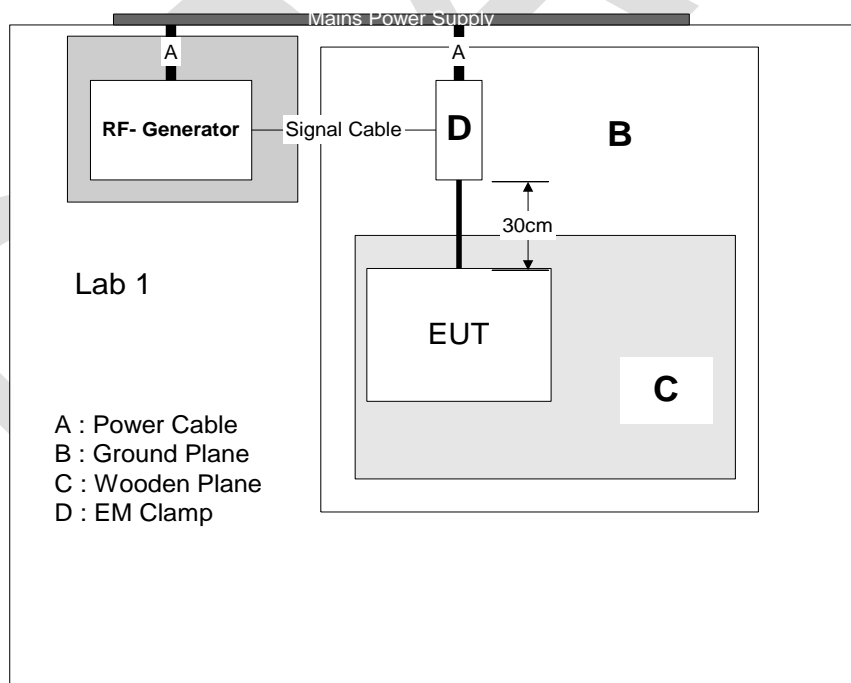 Mains Power Supply
A
A
RF- Generator
Signal Cable
D
B
30cm
Lab 1
EUT
C
A : Power Cable
B : Ground Plane
C : Wooden Plane
D : EM Clamp